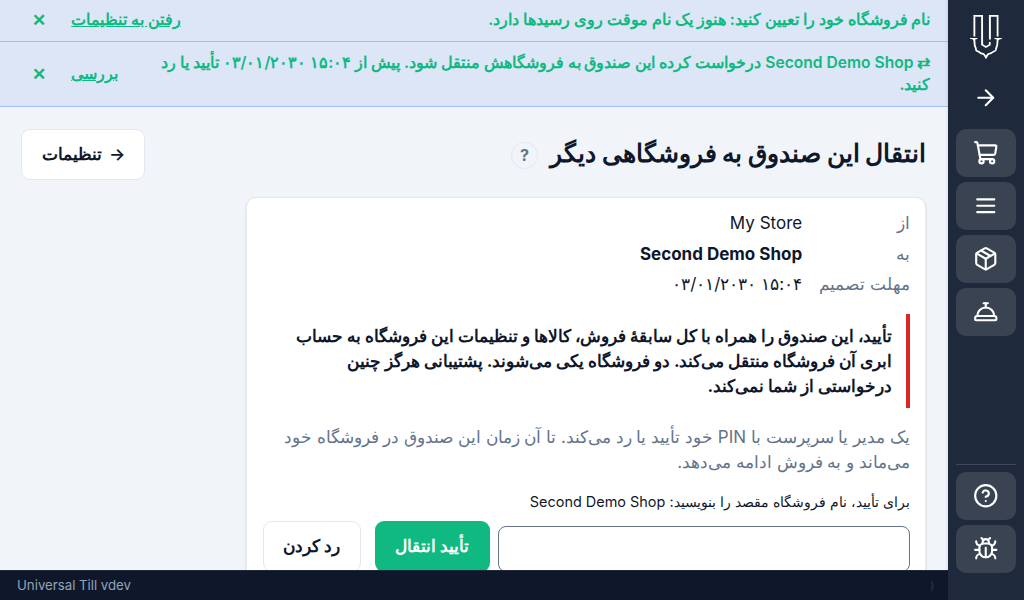 نام فروشگاه خود را تعیین کنید: هنوز یک نام موقت روی رسیدها دارد.
رفتن به تنظیمات ✕
⇄ Second Demo Shop درخواست کرده این صندوق به فروشگاهش منتقل شود. پیش از ۰۳/۰۱/۲۰۳۰ ۱۵:۰۴ تأیید یا رد
کنید.
بررسی ✕
انتقال این صندوق به فروشگاهی دیگر ?
→ تنظیمات
از My Store
به Second Demo Shop
مهلت تصمیم ۰۳/۰۱/۲۰۳۰ ۱۵:۰۴
تأیید، این صندوق را همراه با کل سابقهٔ فروش، کالاها و تنظیمات این فروشگاه به حساب
ابری آن فروشگاه منتقل می‌کند. دو فروشگاه یکی می‌شوند. پشتیبانی هرگز چنین
درخواستی از شما نمی‌کند.
یک مدیر یا سرپرست با PIN خود تأیید یا رد می‌کند. تا آن زمان این صندوق در فروشگاه خود
می‌ماند و به فروش ادامه می‌دهد.
برای تأیید، نام فروشگاه مقصد را بنویسید: Second Demo Shop
تأیید انتقال
رد کردن
Universal Till vdev